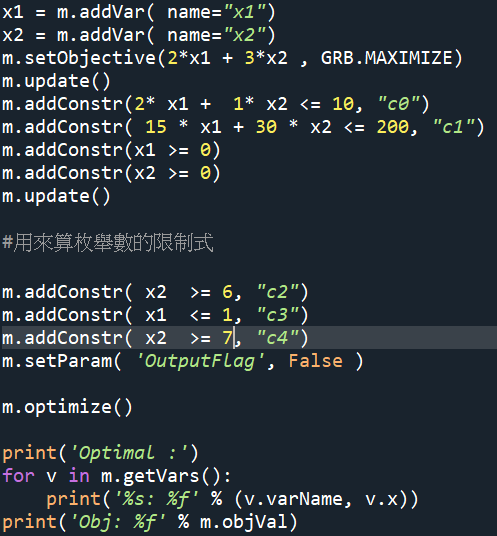 x1 = m.addVar( name="x1")
x2 = m.addVar( name="x2")
m.setObjective(2*x1 + 3*x2 , GRB.MAXIMIZE)
m.update()
m.addConstr(2* x1 +  1* x2 <= 10, "c0")
m.addConstr( 15 * x1 + 30 * x2 <= 200, "c1")
m.addConstr(x1 >= 0)
m.addConstr(x2 >= 0)
m.update()
#用來算枚舉數的限制式
m.addConstr( x2  >= 6, "c2")
m.addConstr( x1  <= 1, "c3")
m.addConstr( x2  >= 7, "c4")
m.setParam( 'OutputFlag', False )
m.optimize()
print('Optimal :')
for v in m.getVars():
    print('%s: %f' % (v.varName, v.x))
print('Obj: %f' % m.objVal)